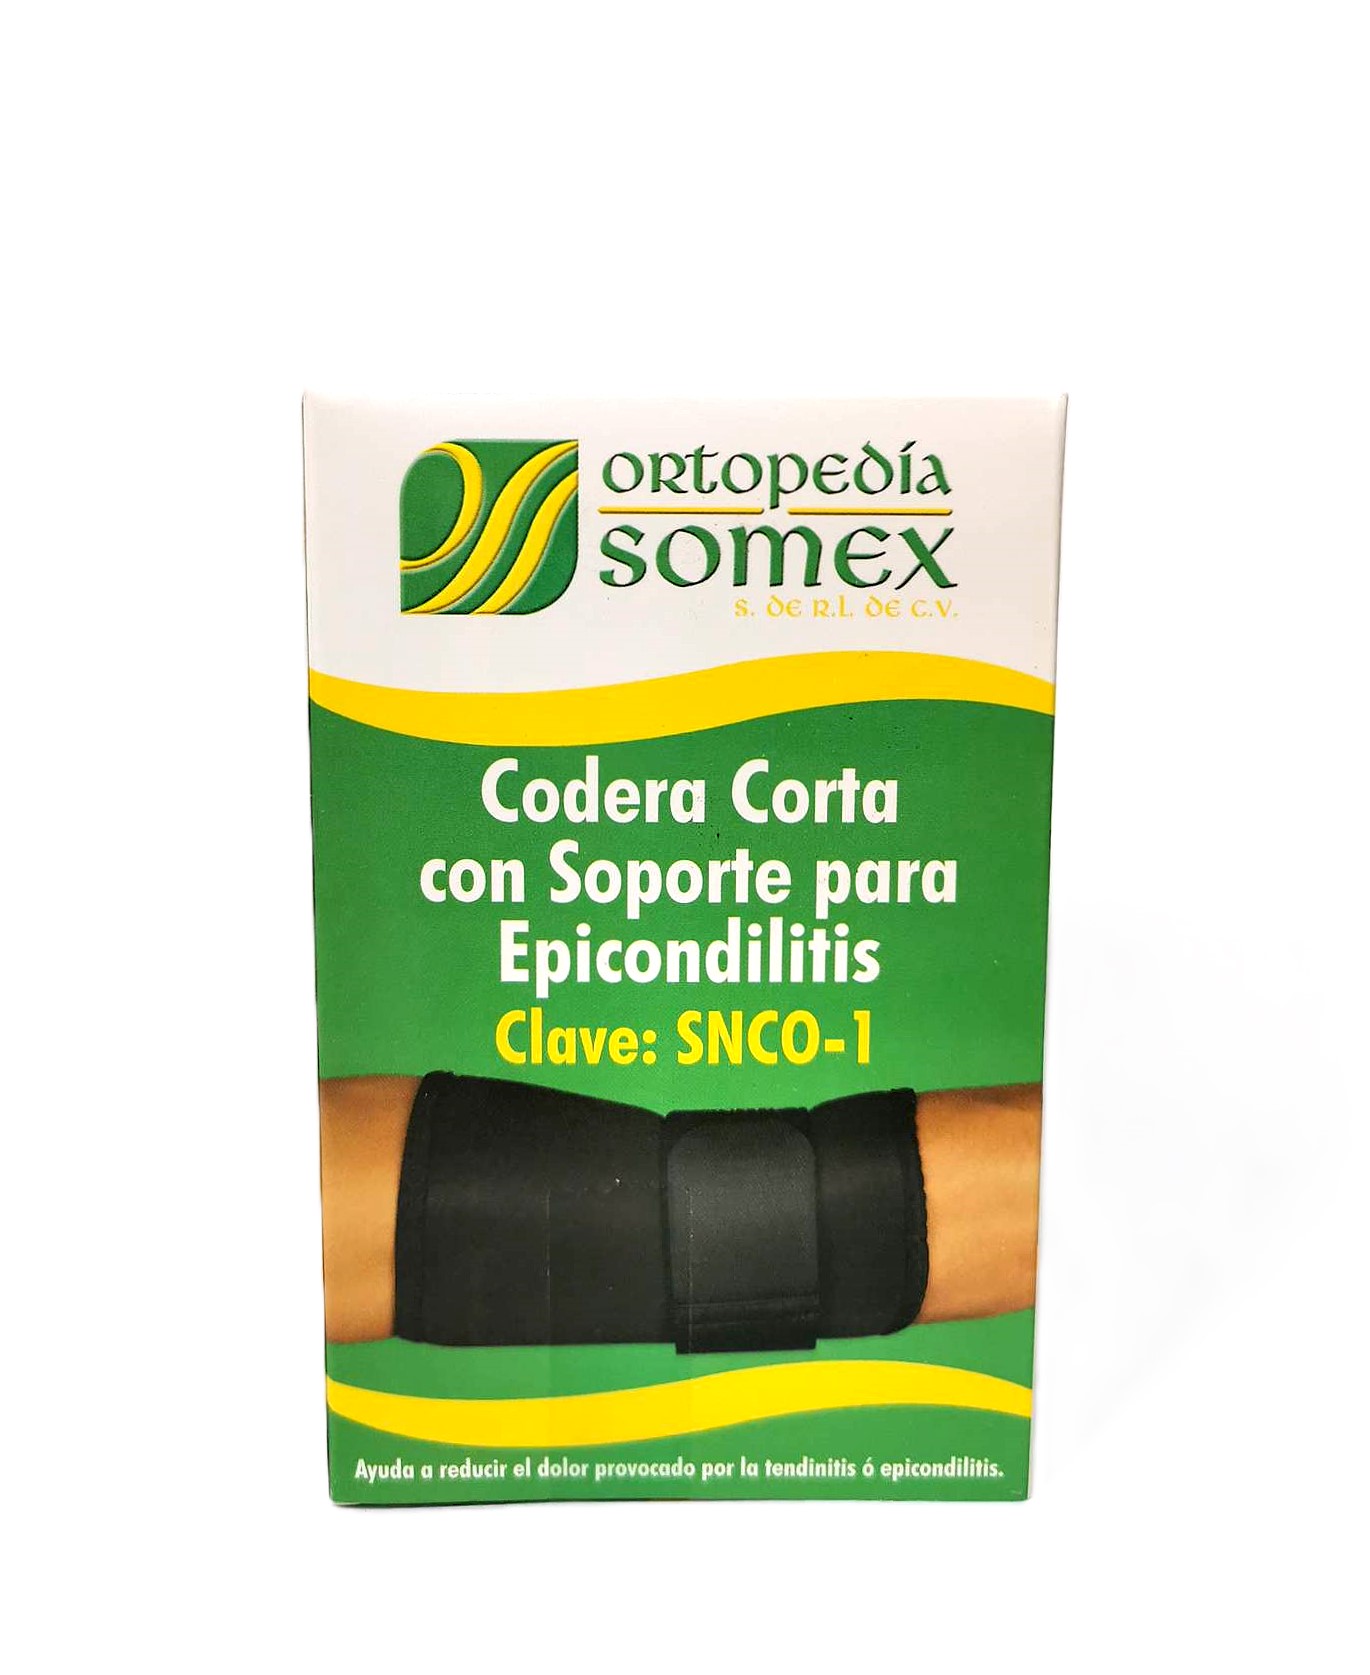 ORTOPEDÍA
SOMEX
S. DE R.L. DE C.V.
Codera Corta
con Soporte para
Epicondilitis
Clave: SNCO-1
Ayuda a reducir el dolor provocado por la tendinitis ó epicondilitis.